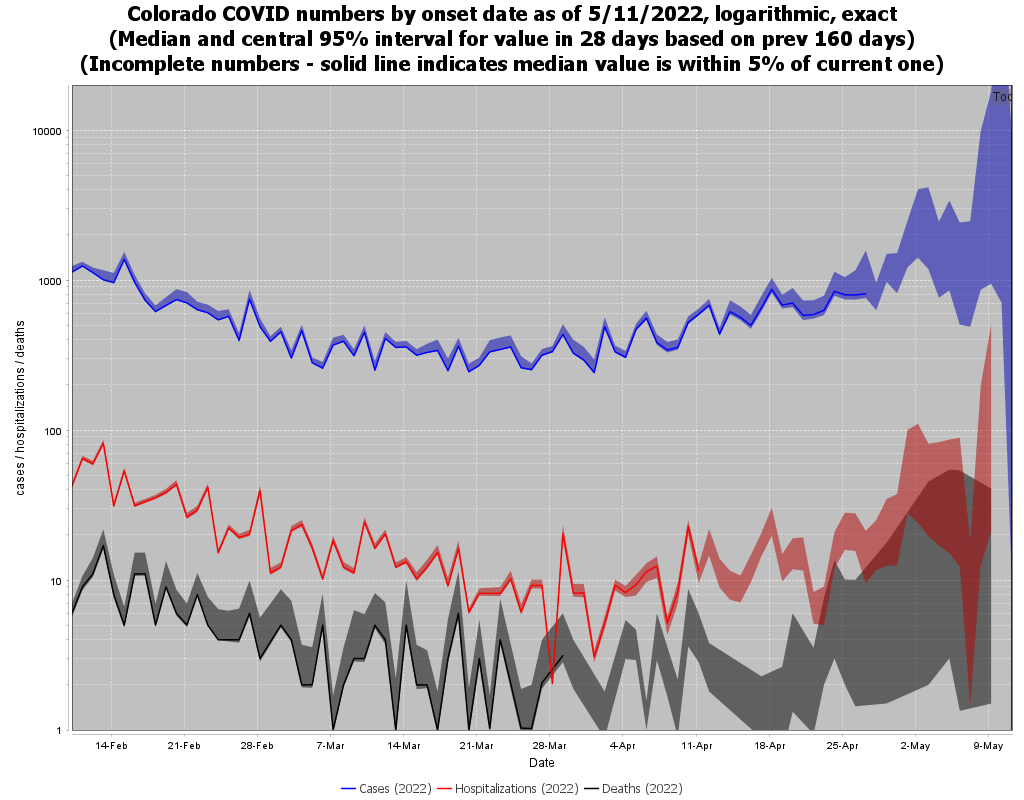 Colorado COVID numbers by onset date as of 5/11/2022, logarithmic, exact
(Median and central 95% interval for value in 28 days based on prev 160 days)
(Incomplete numbers - solid line indicates median value is within 5% of current one)
10000
1000
100
10
1
cases / hospitalizations / deaths
14-Feb 21-Feb 28-Feb 7-Mar 14-Mar 21-Mar 28-Mar 4-Apr 11-Apr 18-Apr 25-Apr 2-May 9-May
Date
Cases (2022) Hospitalizations (2022) Deaths (2022)